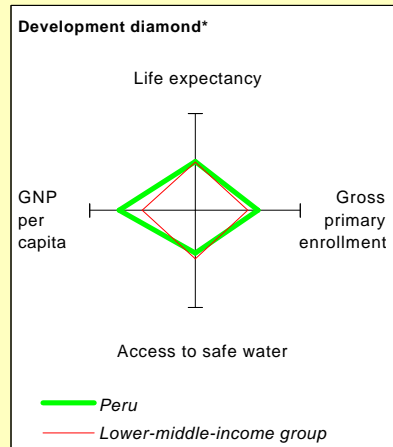 Development diamond*
Life expectancy
GNP
per
capita
Gross
primary
enrollment
Access to safe water
Peru
Lower-middle-income group